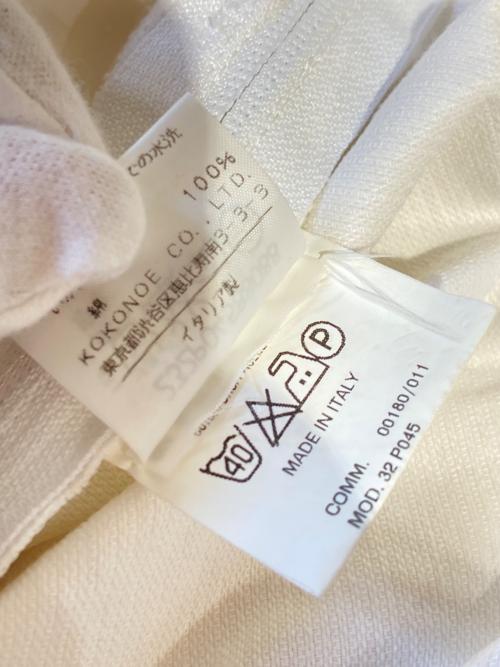 での水洗
綿 100%
KOKONOE CO.,LTD.
東京都渋谷区恵比寿南3-3-3
イタリア製
40 P
MADE IN ITALY
COMM. 00180/011
MOD. 32 P045